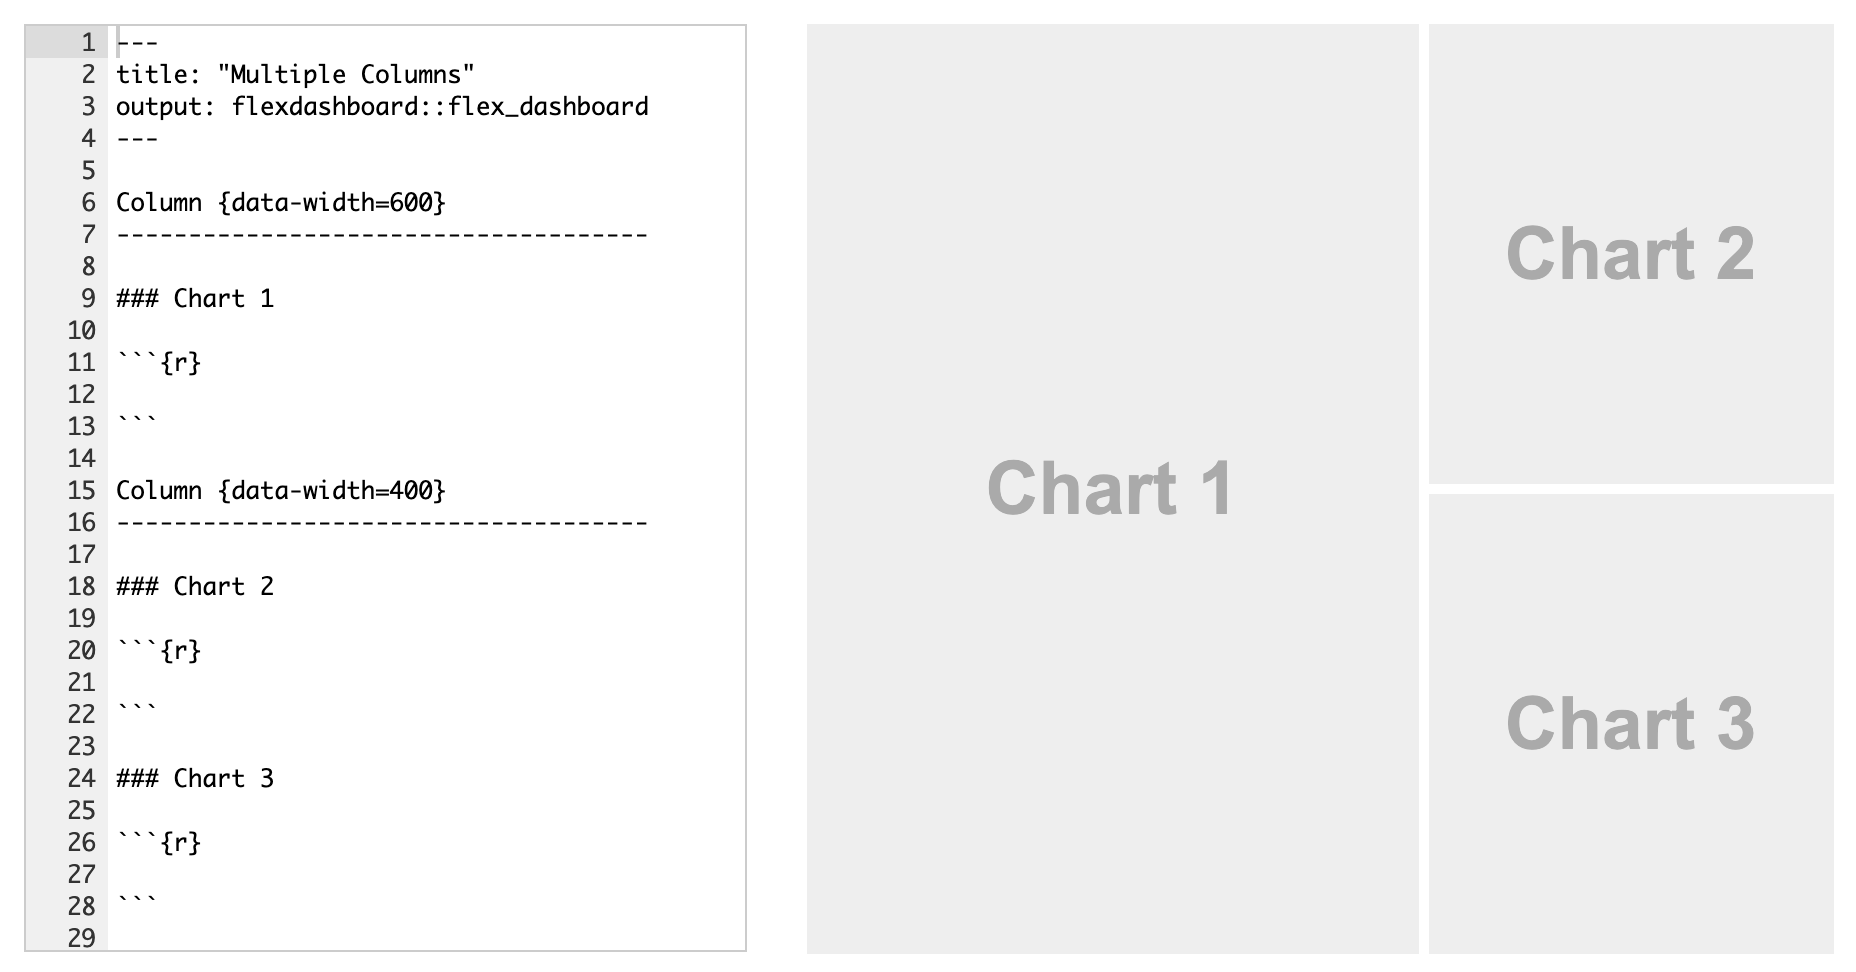 1 ---
2 title: "Multiple Columns"
3 output: flexdashboard::flex_dashboard
4 ---
5
6 Column {data-width=600}
7 -------------------------------------
8
9 ### Chart 1
10
11 ```{r}
12
13 ```
14
15 Column {data-width=400}
16 -------------------------------------
17
18 ### Chart 2
19
20 ```{r}
21
22 ```
23
24 ### Chart 3
25
26 ```{r}
27
28 ```
29
Chart 1
Chart 2
Chart 3